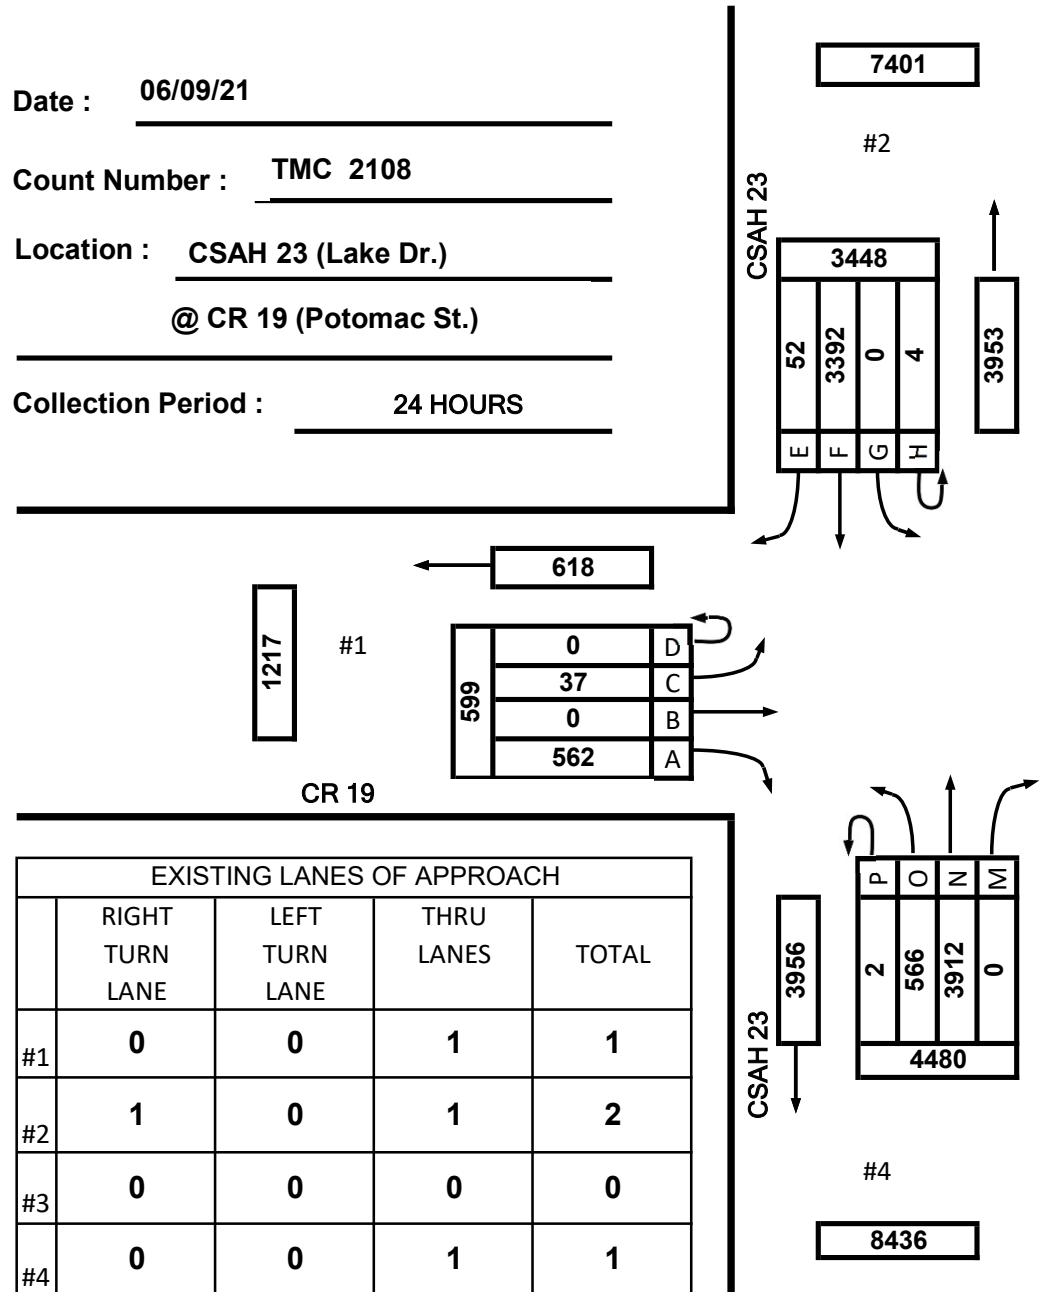 Date : 06/09/21
Count Number : TMC 2108
Location : CSAH 23 (Lake Dr.)
@ CR 19 (Potomac St.)
Collection Period : 24 HOURS
7401
#2
CSAH 23
3448
52 3392 0 4
E F G H
3953
618
1217
#1
599
0 D
37 C
0 B
562 A
CR 19
P O N M
2 566 3912 0
4480
3956
CSAH 23
#4
8436
EXISTING LANES OF APPROACH
RIGHT TURN LANE
LEFT TURN LANE
THRU LANES
TOTAL
#1 0 0 1 1
#2 1 0 1 2
#3 0 0 0 0
#4 0 0 1 1